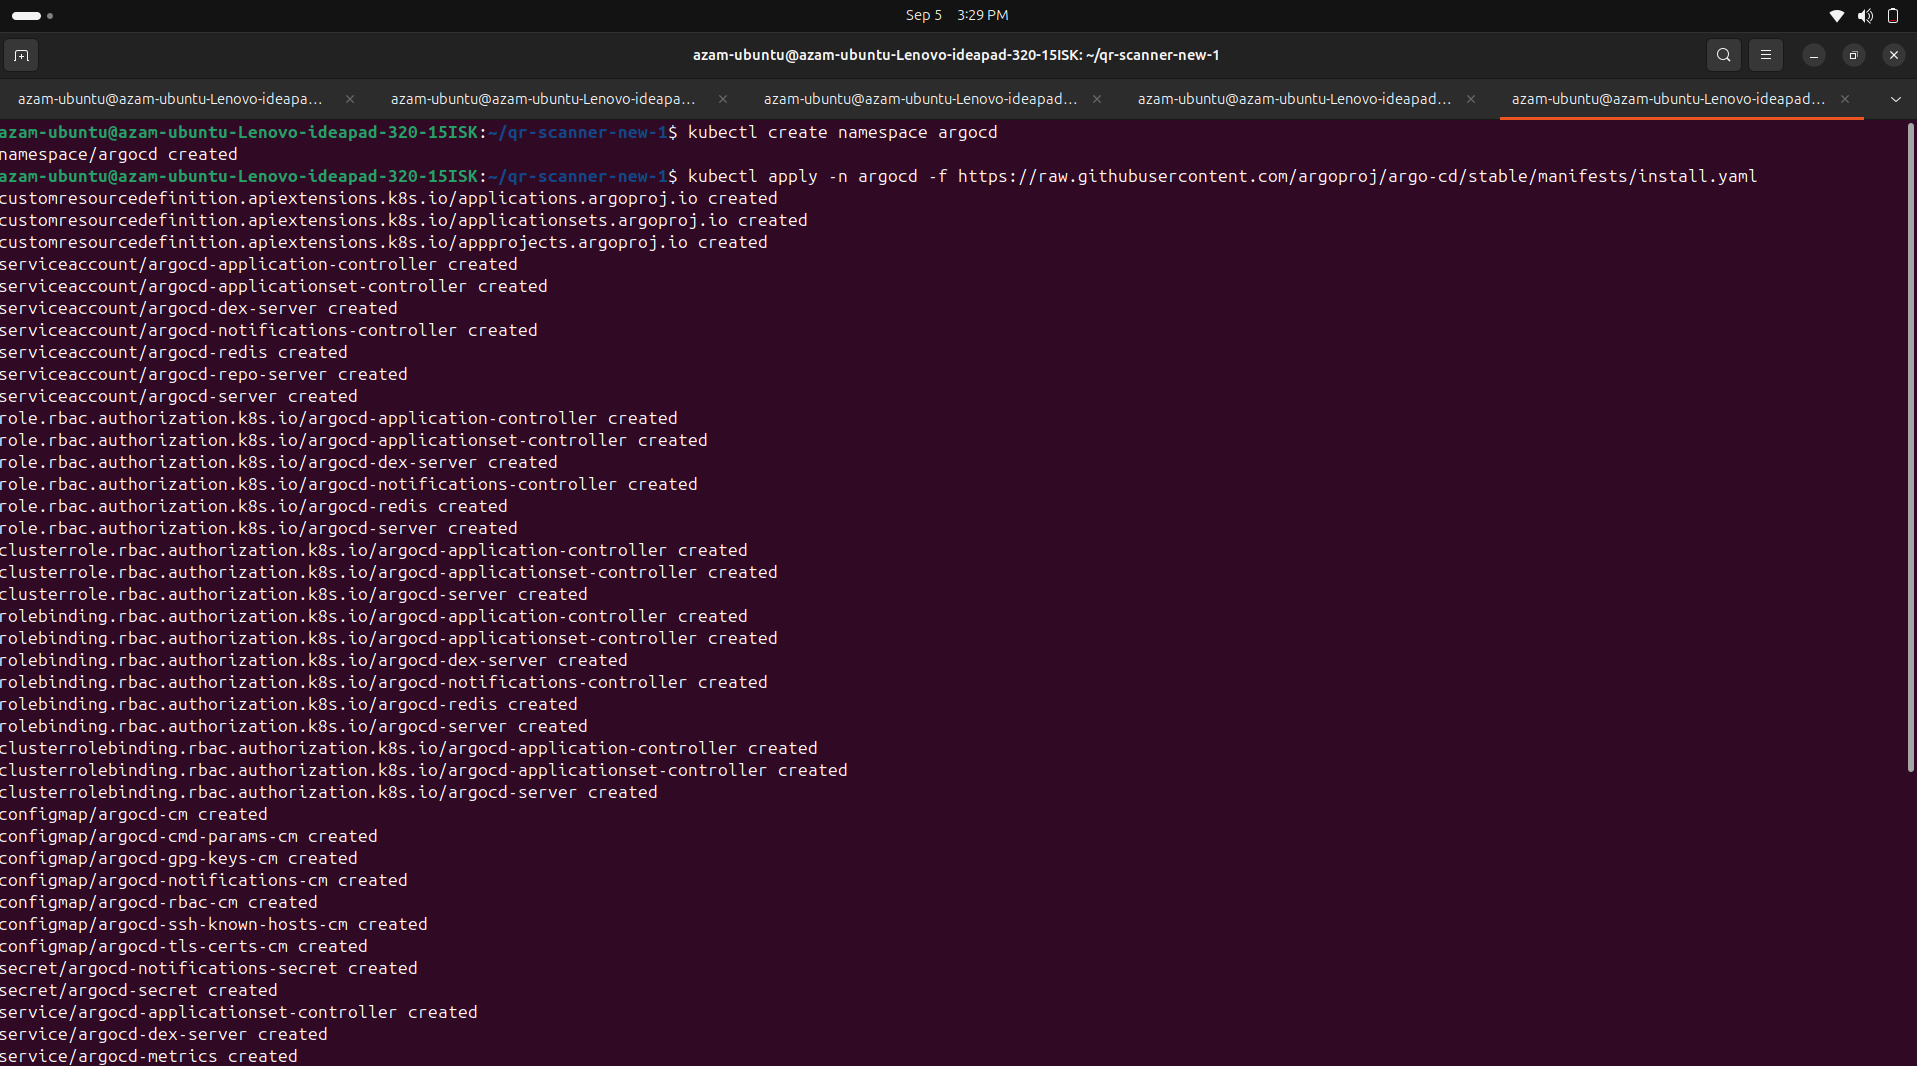 Sep 5 3:29 PM
azam-ubuntu@azam-ubuntu-Lenovo-ideapad-320-15ISK: ~/qr-scanner-new-1
azam-ubuntu@azam-ubuntu-Lenovo-ideapa... azam-ubuntu@azam-ubuntu-Lenovo-ideapa... azam-ubuntu@azam-ubuntu-Lenovo-ideapad... azam-ubuntu@azam-ubuntu-Lenovo-ideapad... azam-ubuntu@azam-ubuntu-Lenovo-ideapad...
azam-ubuntu@azam-ubuntu-Lenovo-ideapad-320-15ISK:~/qr-scanner-new-1$ kubectl create namespace argocd
namespace/argocd created
azam-ubuntu@azam-ubuntu-Lenovo-ideapad-320-15ISK:~/qr-scanner-new-1$ kubectl apply -n argocd -f https://raw.githubusercontent.com/argoproj/argo-cd/stable/manifests/install.yaml
customresourcedefinition.apiextensions.k8s.io/applications.argoproj.io created
customresourcedefinition.apiextensions.k8s.io/applicationsets.argoproj.io created
customresourcedefinition.apiextensions.k8s.io/appprojects.argoproj.io created
serviceaccount/argocd-application-controller created
serviceaccount/argocd-applicationset-controller created
serviceaccount/argocd-dex-server created
serviceaccount/argocd-notifications-controller created
serviceaccount/argocd-redis created
serviceaccount/argocd-repo-server created
serviceaccount/argocd-server created
role.rbac.authorization.k8s.io/argocd-application-controller created
role.rbac.authorization.k8s.io/argocd-applicationset-controller created
role.rbac.authorization.k8s.io/argocd-dex-server created
role.rbac.authorization.k8s.io/argocd-notifications-controller created
role.rbac.authorization.k8s.io/argocd-redis created
role.rbac.authorization.k8s.io/argocd-server created
clusterrole.rbac.authorization.k8s.io/argocd-application-controller created
clusterrole.rbac.authorization.k8s.io/argocd-applicationset-controller created
clusterrole.rbac.authorization.k8s.io/argocd-server created
rolebinding.rbac.authorization.k8s.io/argocd-application-controller created
rolebinding.rbac.authorization.k8s.io/argocd-applicationset-controller created
rolebinding.rbac.authorization.k8s.io/argocd-dex-server created
rolebinding.rbac.authorization.k8s.io/argocd-notifications-controller created
rolebinding.rbac.authorization.k8s.io/argocd-redis created
rolebinding.rbac.authorization.k8s.io/argocd-server created
clusterrolebinding.rbac.authorization.k8s.io/argocd-application-controller created
clusterrolebinding.rbac.authorization.k8s.io/argocd-applicationset-controller created
clusterrolebinding.rbac.authorization.k8s.io/argocd-server created
configmap/argocd-cm created
configmap/argocd-cmd-params-cm created
configmap/argocd-gpg-keys-cm created
configmap/argocd-notifications-cm created
configmap/argocd-rbac-cm created
configmap/argocd-ssh-known-hosts-cm created
configmap/argocd-tls-certs-cm created
secret/argocd-notifications-secret created
secret/argocd-secret created
service/argocd-applicationset-controller created
service/argocd-dex-server created
service/argocd-metrics created